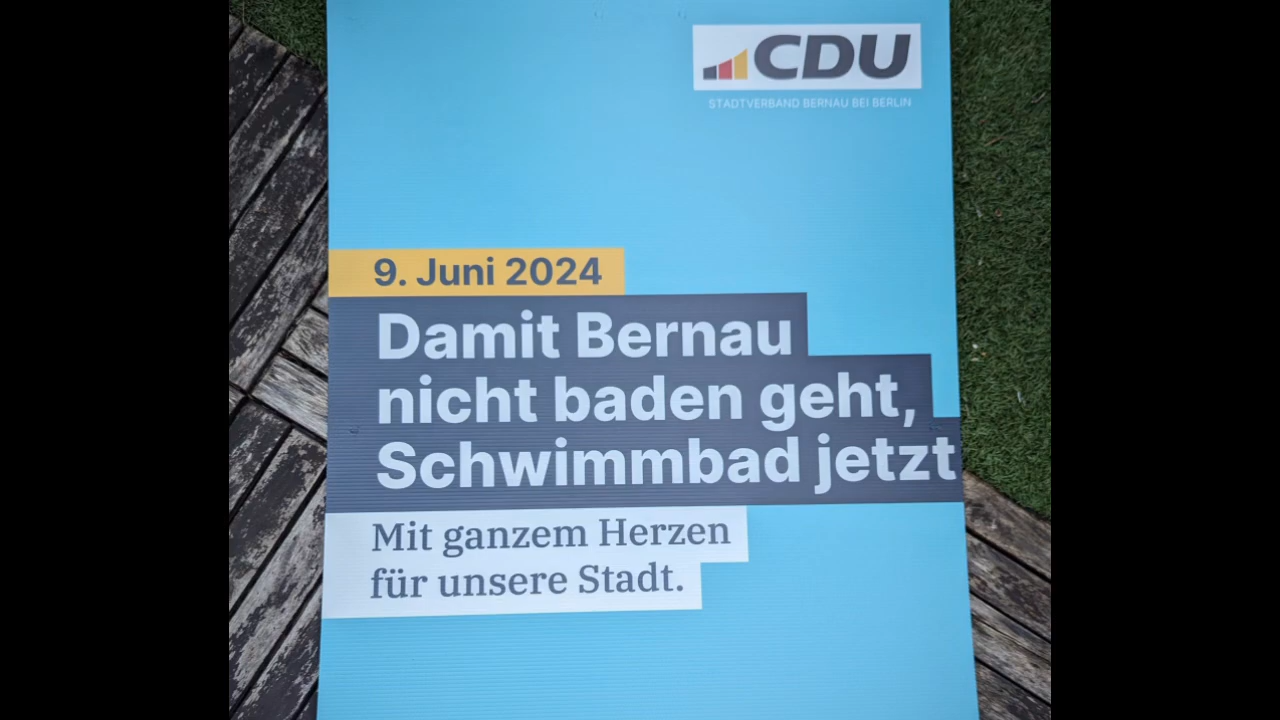 CDU
STADTVERBAND BERNAU BEI BERLIN
9. Juni 2024
Damit Bernau
nicht baden geht,
Schwimmbad jetzt
Mit ganzem Herzen
für unsere Stadt.